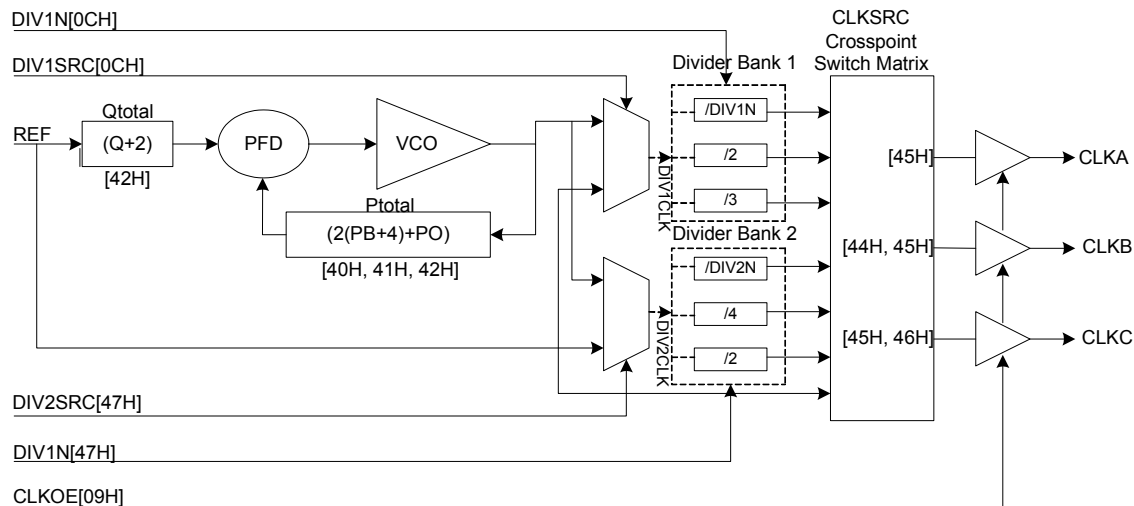 DIV1N[0CH]
CLKSRC
Crosspoint
Switch Matrix
Divider Bank 1
DIV1SRC[0CH]
Qtotal
/DIV1N
REF
(Q+2)
PFD
VCO
/2
[45H]
CLKA
[42H]
DIV1CLK
Ptotal
/3
(2(PB+4)+PO)
Divider Bank 2
[44H, 45H]
CLKB
[40H, 41H, 42H]
/DIV2N
/4
DIV2CLK
[45H, 46H]
CLKC
/2
DIV2SRC[47H]
DIV1N[47H]
CLKOE[09H]